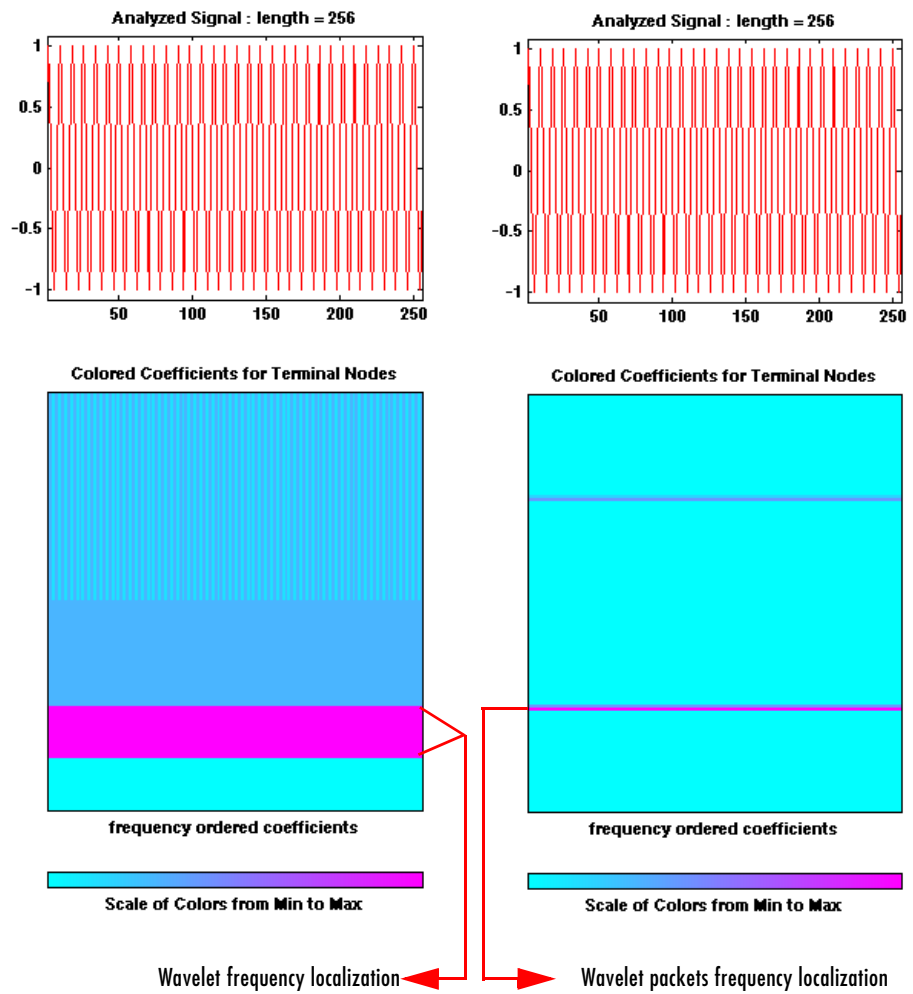 Analyzed Signal : length = 256
1
0.5
0
-0.5
-1
50 100 150 200 250
Analyzed Signal : length = 256
1
0.5
0
-0.5
-1
50 100 150 200 250
Colored Coefficients for Terminal Nodes
frequency ordered coefficients
Scale of Colors from Min to Max
Colored Coefficients for Terminal Nodes
frequency ordered coefficients
Scale of Colors from Min to Max
Wavelet frequency localization
Wavelet packets frequency localization